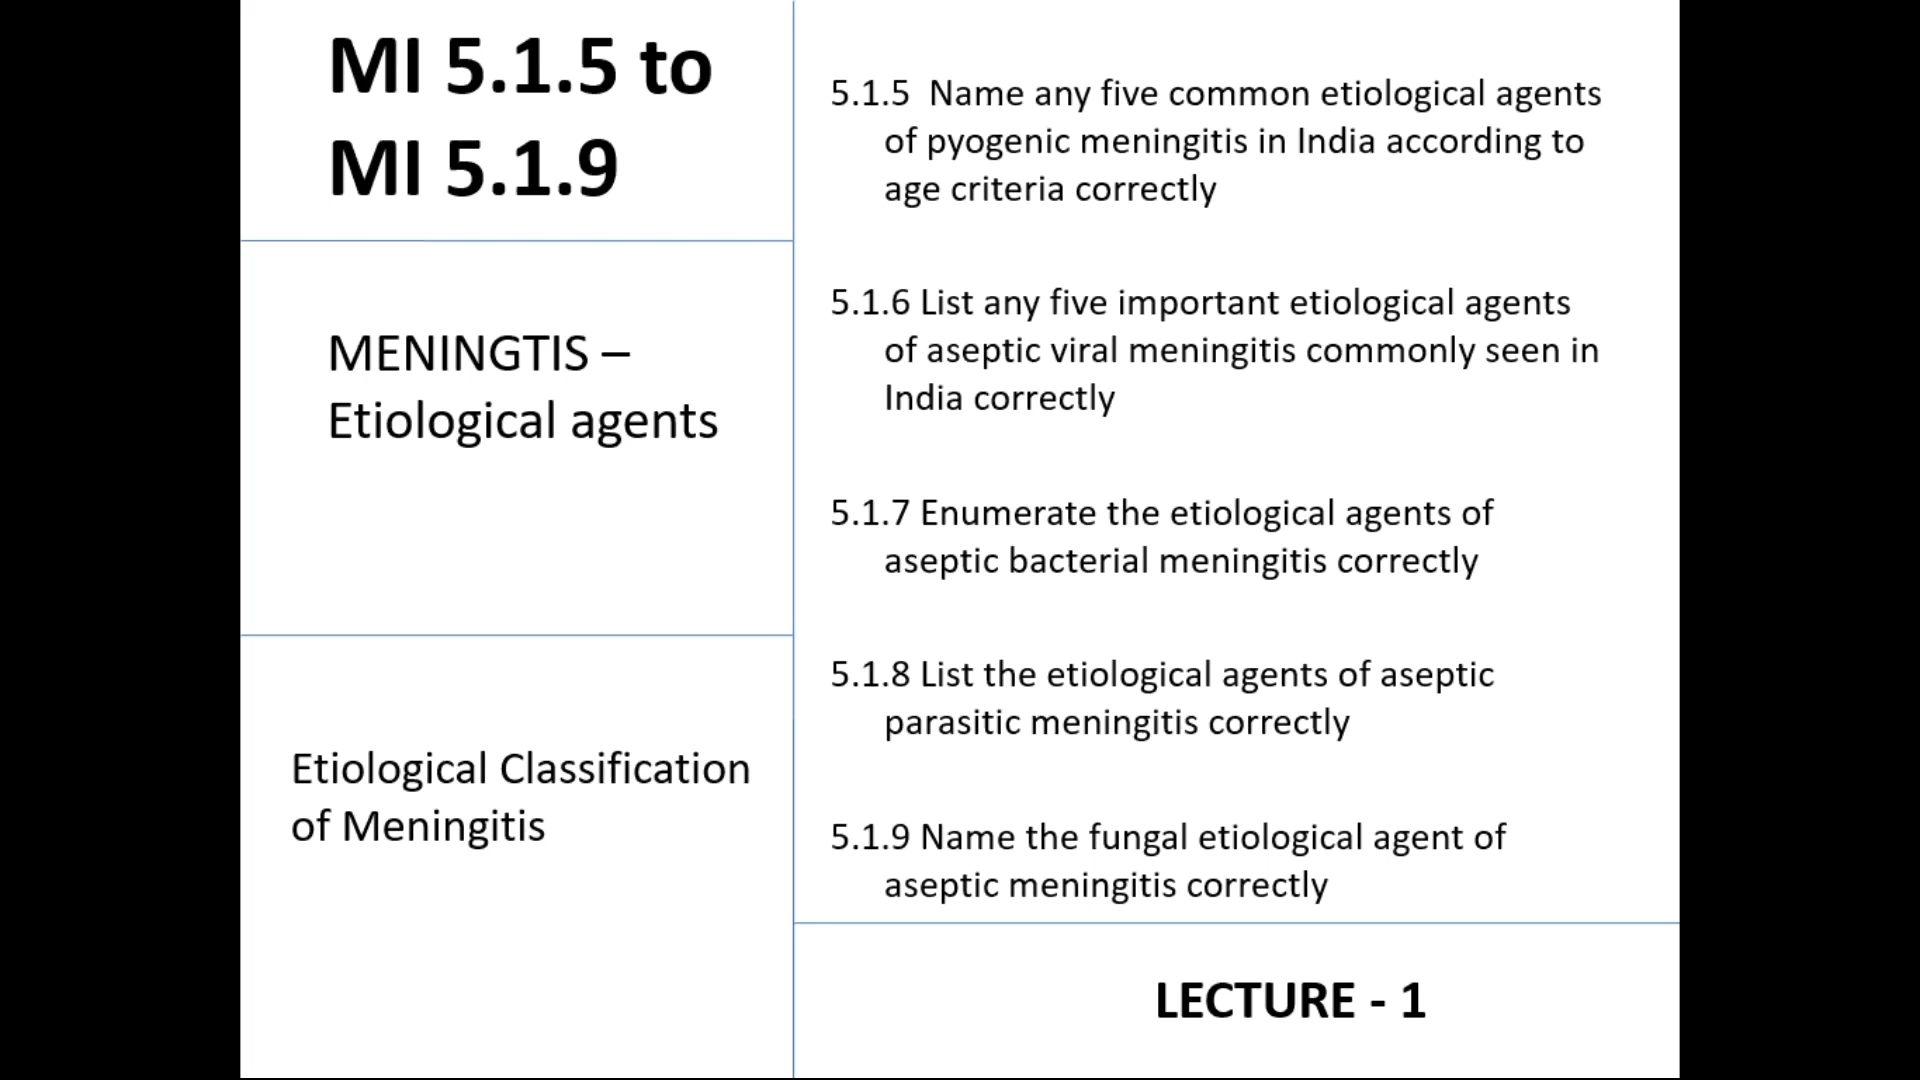 MI 5.1.5 to
MI 5.1.9
MENINGTIS –
Etiological agents
Etiological Classification
of Meningitis
5.1.5 Name any five common etiological agents
of pyogenic meningitis in India according to
age criteria correctly
5.1.6 List any five important etiological agents
of aseptic viral meningitis commonly seen in
India correctly
5.1.7 Enumerate the etiological agents of
aseptic bacterial meningitis correctly
5.1.8 List the etiological agents of aseptic
parasitic meningitis correctly
5.1.9 Name the fungal etiological agent of
aseptic meningitis correctly
LECTURE - 1